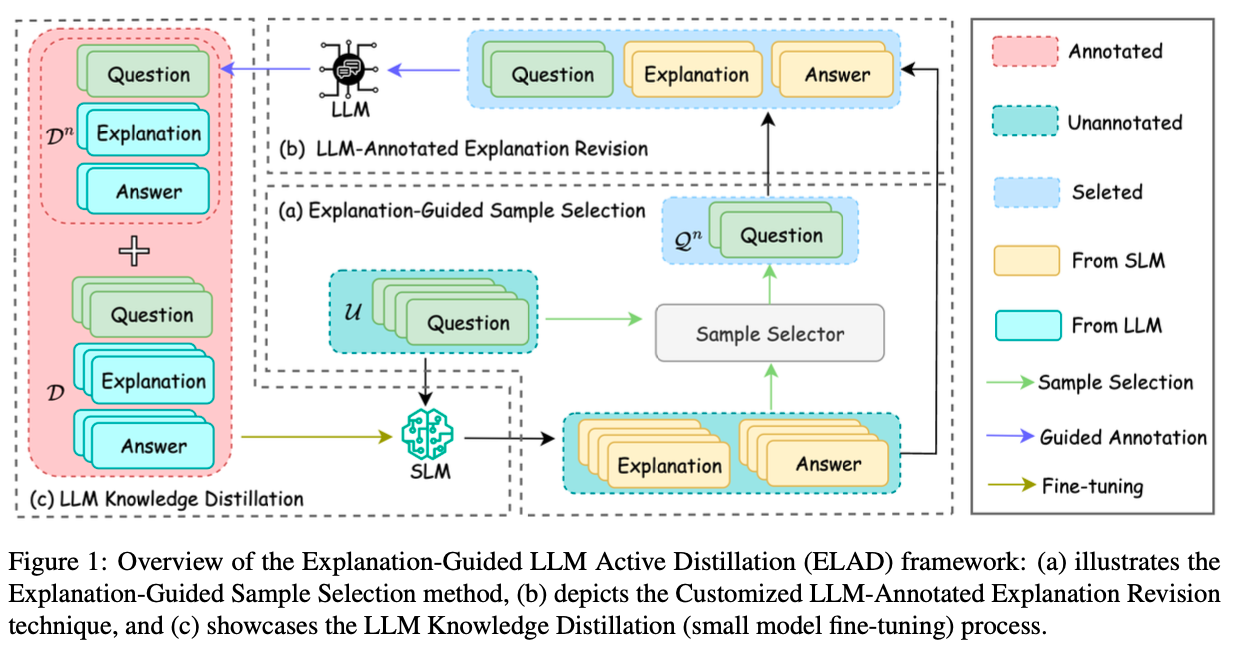 Question
𝒟ⁿ
Explanation
Answer
+
Question
𝒟
Explanation
Answer
(c) LLM Knowledge Distillation
LLM
Question
Explanation
Answer
(b) LLM-Annotated Explanation Revision
(a) Explanation-Guided Sample Selection
𝒬ⁿ
Question
𝒰
Question
Sample Selector
SLM
Explanation
Answer
Annotated
Unannotated
Seleted
From SLM
From LLM
Sample Selection
Guided Annotation
Fine-tuning
Figure 1: Overview of the Explanation-Guided LLM Active Distillation (ELAD) framework: (a) illustrates the
Explanation-Guided Sample Selection method, (b) depicts the Customized LLM-Annotated Explanation Revision
technique, and (c) showcases the LLM Knowledge Distillation (small model fine-tuning) process.